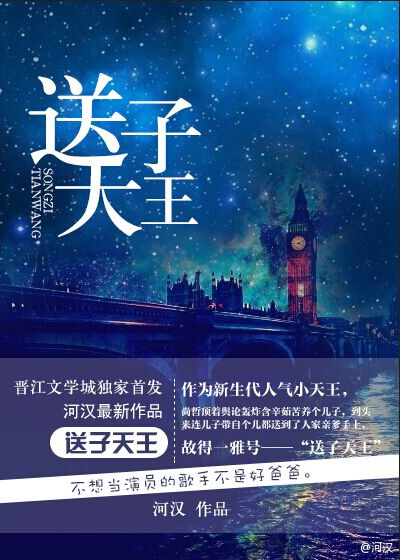 送子
天王
SONGZI
TIANWANG
晋江文学城独家首发
河汉最新作品
送子天王
作为新生代人气小天王，
尚哲顶着舆论轰炸含辛茹苦养个儿子，到头
来连儿子带自个儿都送到了人家亲爹手上，
故得一雅号——“送子天王”
不想当演员的歌手不是好爸爸。
河汉 作品
@河汉